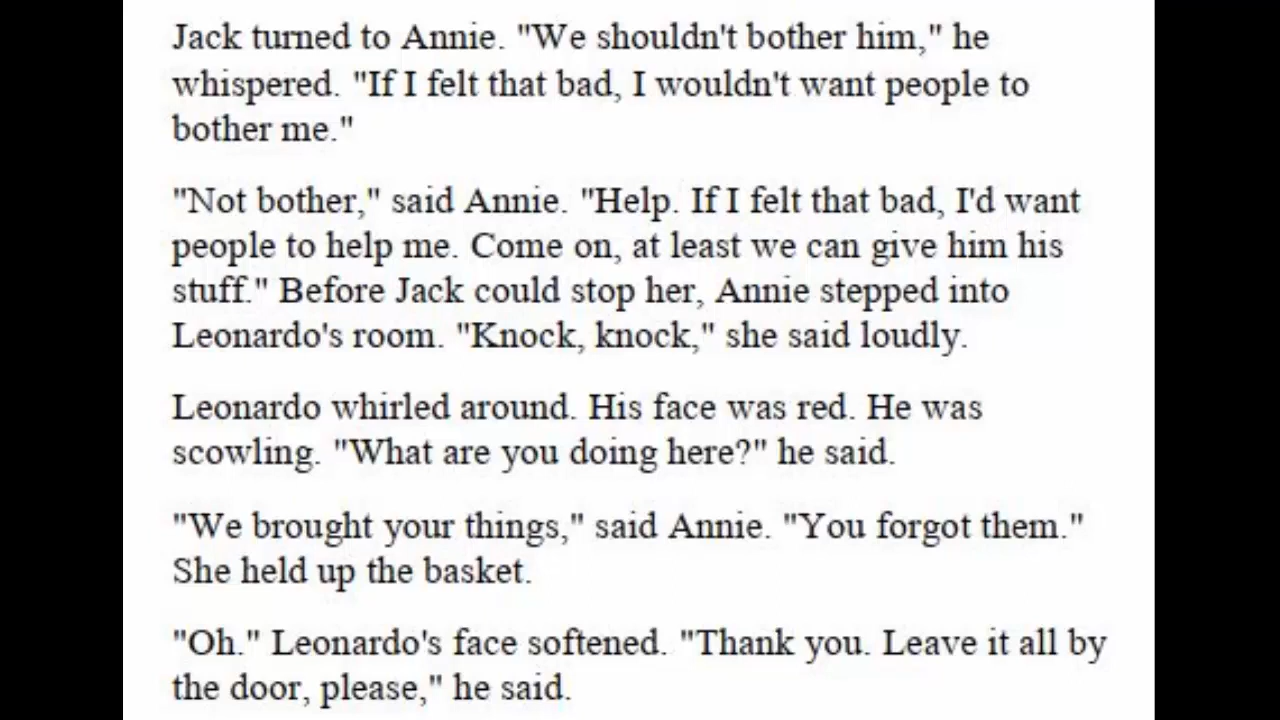 Jack turned to Annie. "We shouldn't bother him," he
whispered. "If I felt that bad, I wouldn't want people to
bother me."
"Not bother," said Annie. "Help. If I felt that bad, I'd want
people to help me. Come on, at least we can give him his
stuff." Before Jack could stop her, Annie stepped into
Leonardo's room. "Knock, knock," she said loudly.
Leonardo whirled around. His face was red. He was
scowling. "What are you doing here?" he said.
"We brought your things," said Annie. "You forgot them."
She held up the basket.
"Oh." Leonardo's face softened. "Thank you. Leave it all by
the door, please," he said.